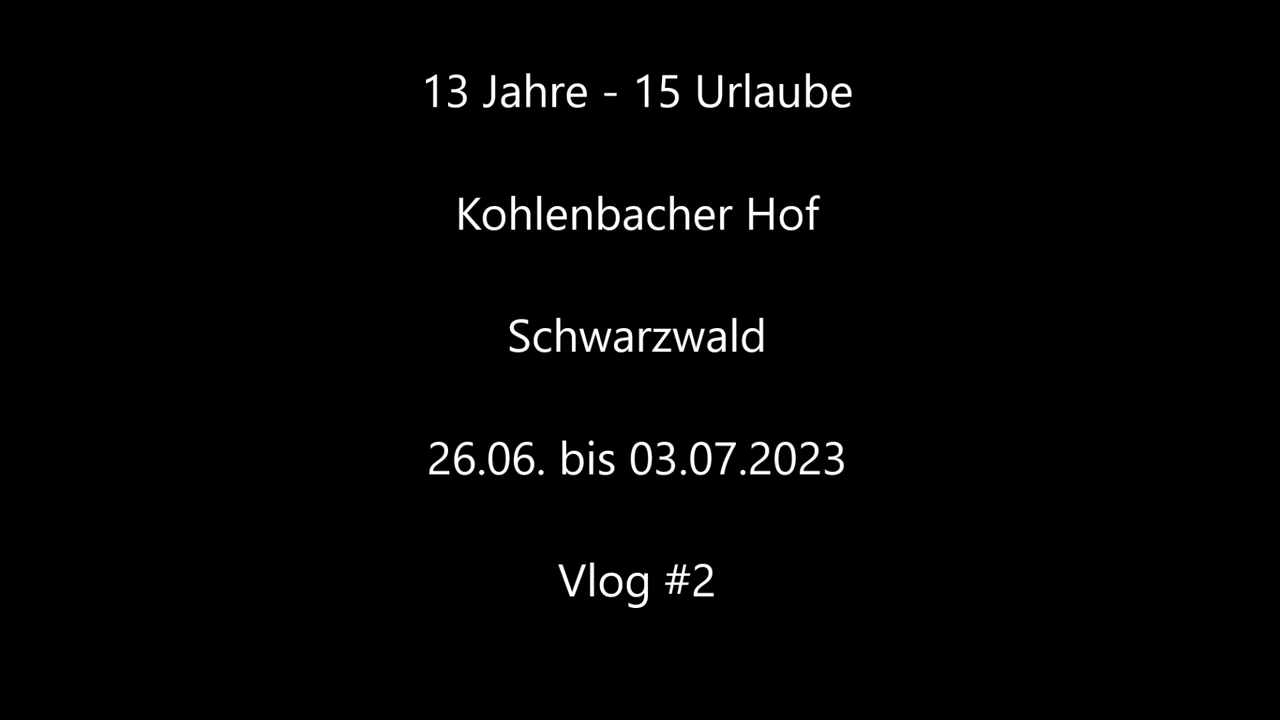 13 Jahre - 15 Urlaube
Kohlenbacher Hof
Schwarzwald
26.06. bis 03.07.2023
Vlog #2